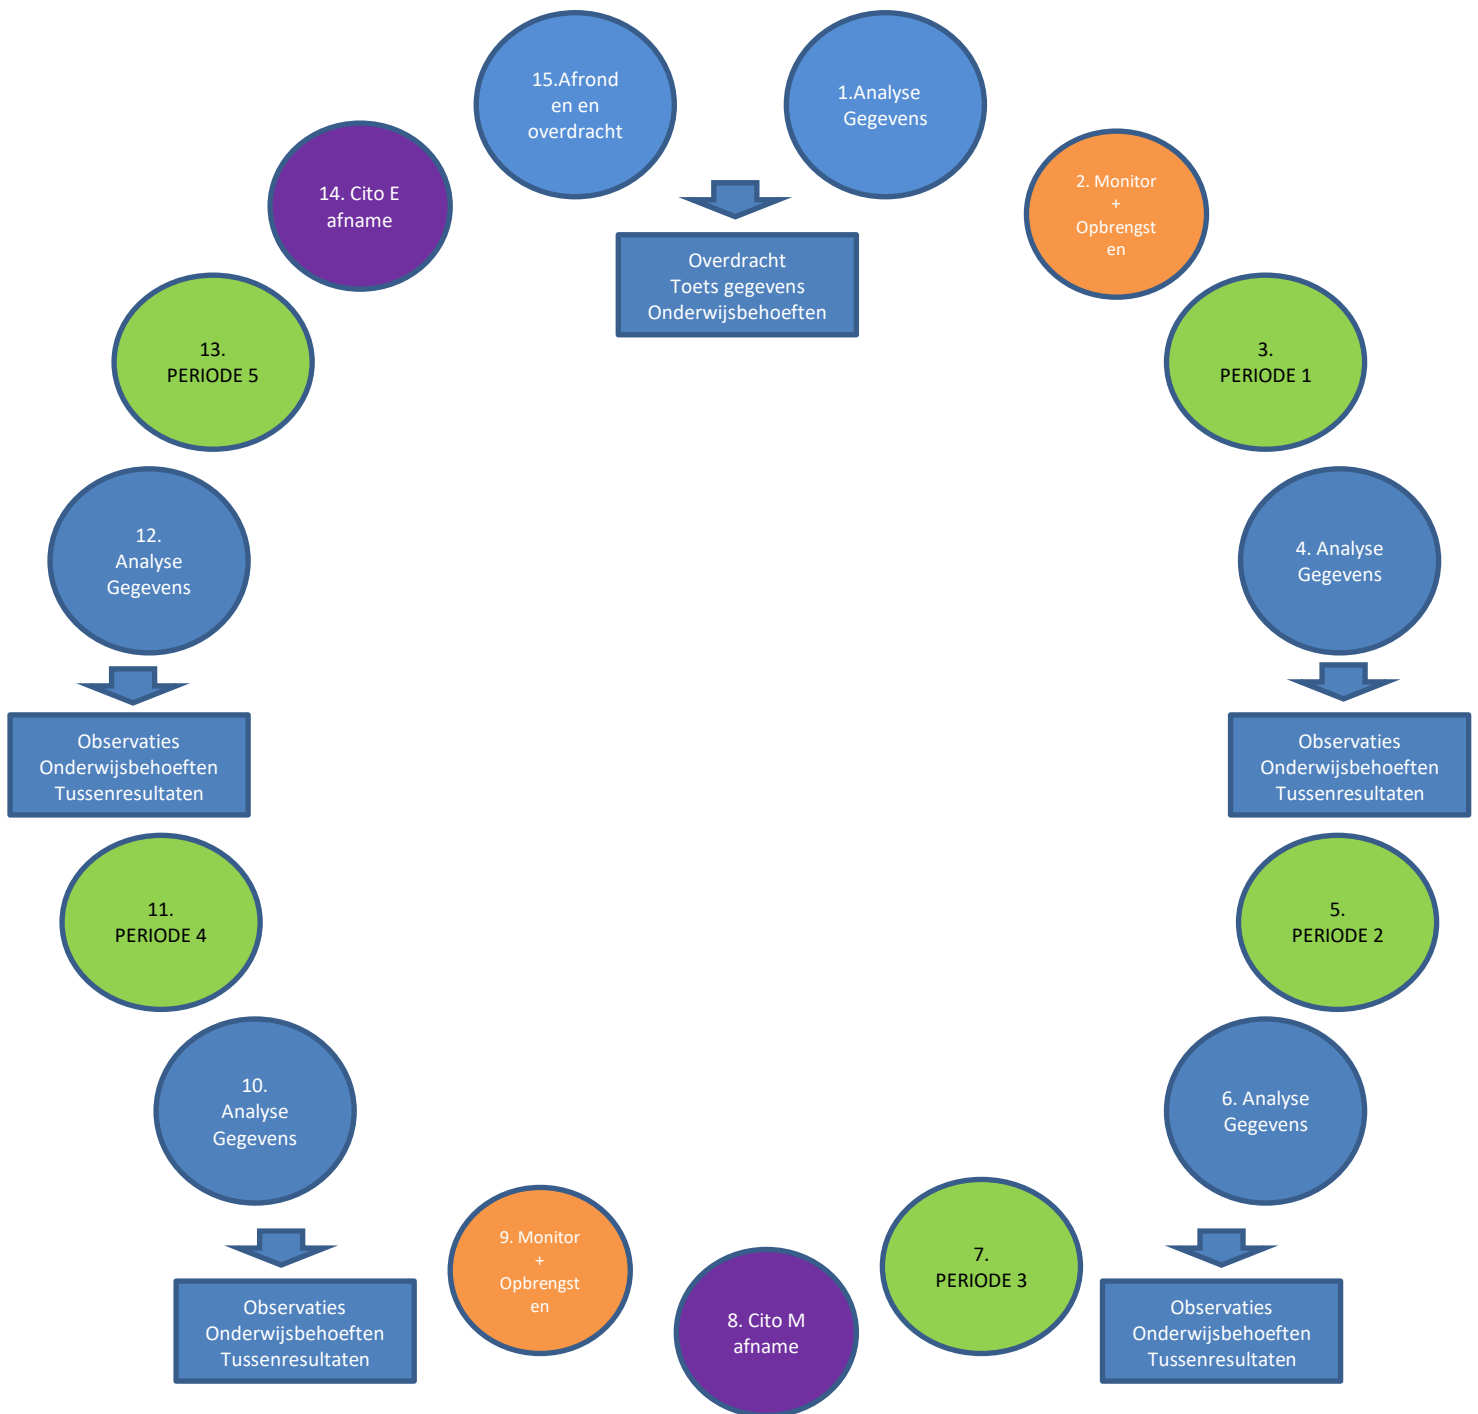 15.Afrond
en en
overdracht
1.Analyse
Gegevens
Overdracht
Toets gegevens
Onderwijsbehoeften
2. Monitor
+
Opbrengst
en
3.
PERIODE 1
4. Analyse
Gegevens
Observaties
Onderwijsbehoeften
Tussenresultaten
5.
PERIODE 2
6. Analyse
Gegevens
Observaties
Onderwijsbehoeften
Tussenresultaten
7.
PERIODE 3
8. Cito M
afname
9. Monitor
+
Opbrengst
en
10.
Analyse
Gegevens
Observaties
Onderwijsbehoeften
Tussenresultaten
11.
PERIODE 4
12.
Analyse
Gegevens
Observaties
Onderwijsbehoeften
Tussenresultaten
13.
PERIODE 5
14. Cito E
afname